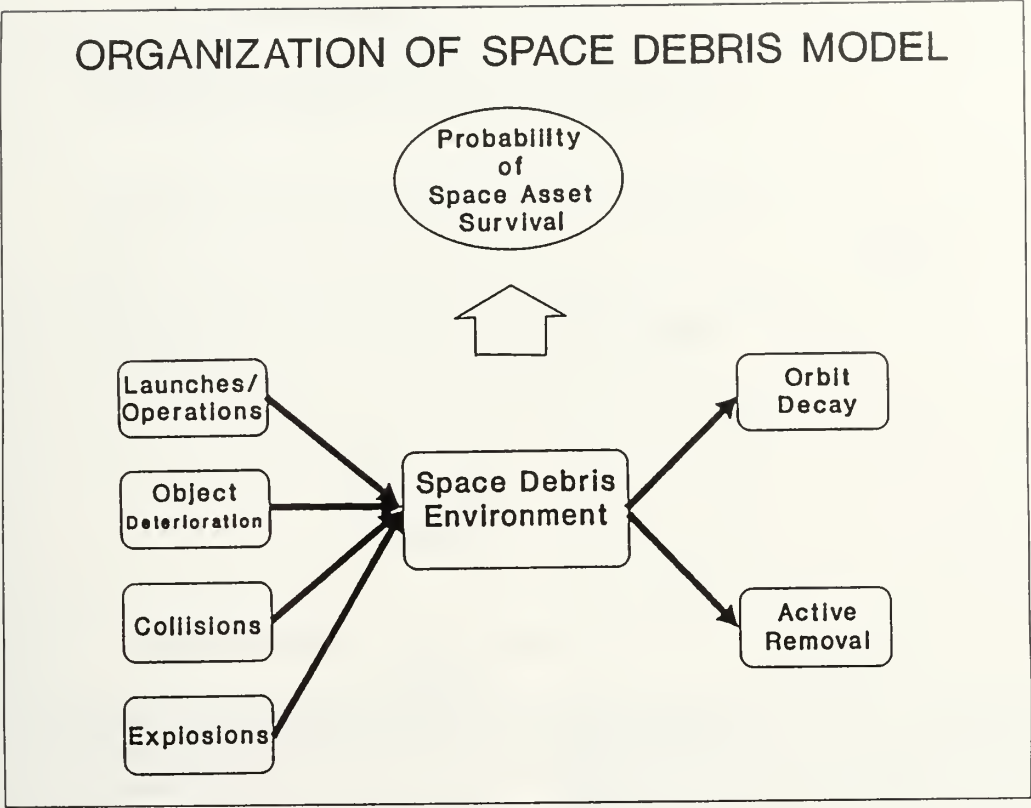 ORGANIZATION OF SPACE DEBRIS MODEL
Probability
of
Space Asset
Survival
Launches/
Operations
Object
Deterioration
Collisions
Explosions
Space Debris
Environment
Orbit
Decay
Active
Removal